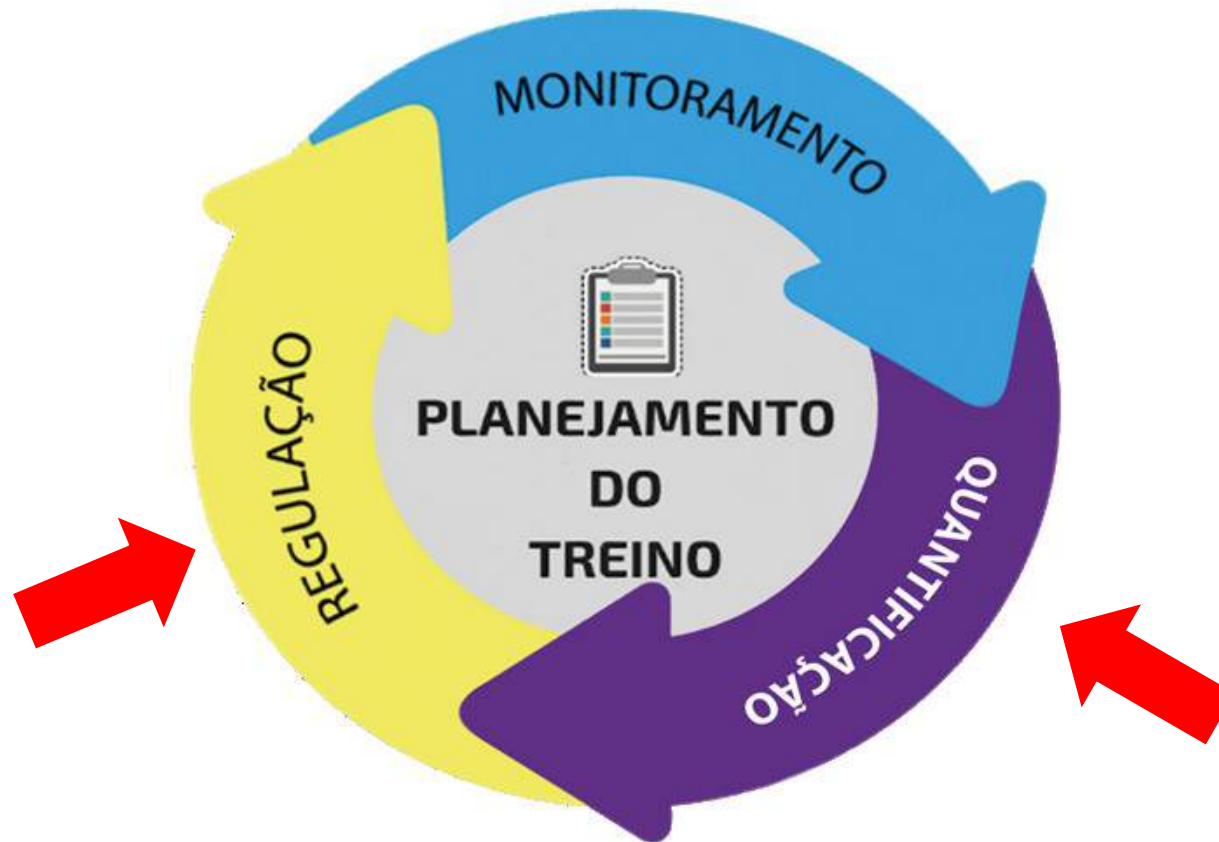 MONITORAMENTO
QUANTIFICAÇÃO
REGULAÇÃO
PLANEJAMENTO
DO
TREINO